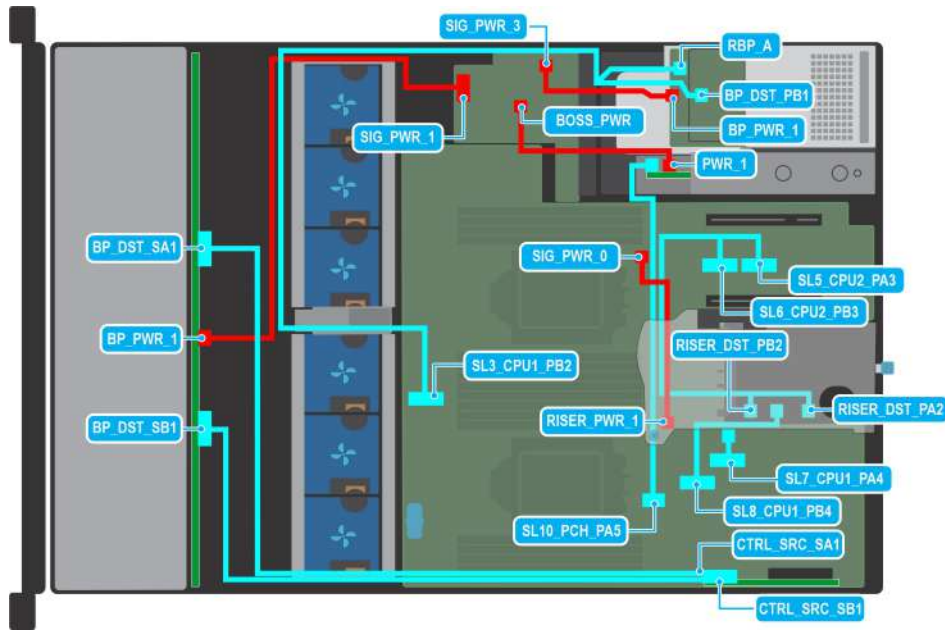 SIG_PWR_3
RBP_A
BP_DST_PB1
BOSS_PWR
BP_PWR_1
SIG_PWR_1
PWR_1
BP_DST_SA1
SIG_PWR_0
SL5_CPU2_PA3
SL6_CPU2_PB3
BP_PWR_1
RISER_DST_PB2
SL3_CPU1_PB2
RISER_DST_PA2
BP_DST_SB1
RISER_PWR_1
SL7_CPU1_PA4
SL8_CPU1_PB4
SL10_PCH_PA5
CTRL_SRC_SA1
CTRL_SRC_SB1